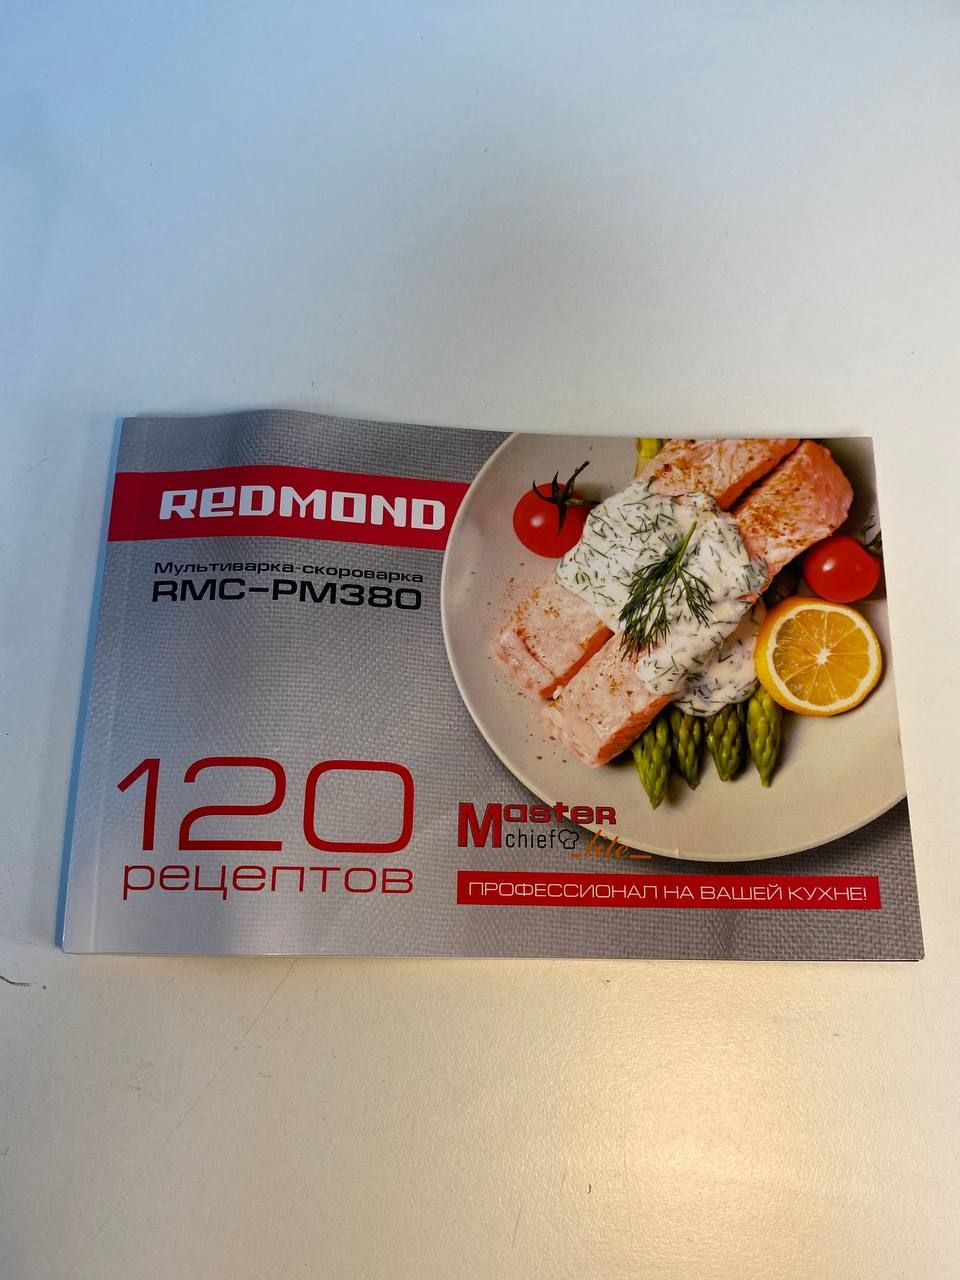 REDMOND
Мультиварка-скороварка
RMC-PM380
120
рецептов
Master
chief
lite
ПРОФЕССИОНАЛ НА ВАШЕЙ КУХНЕ!